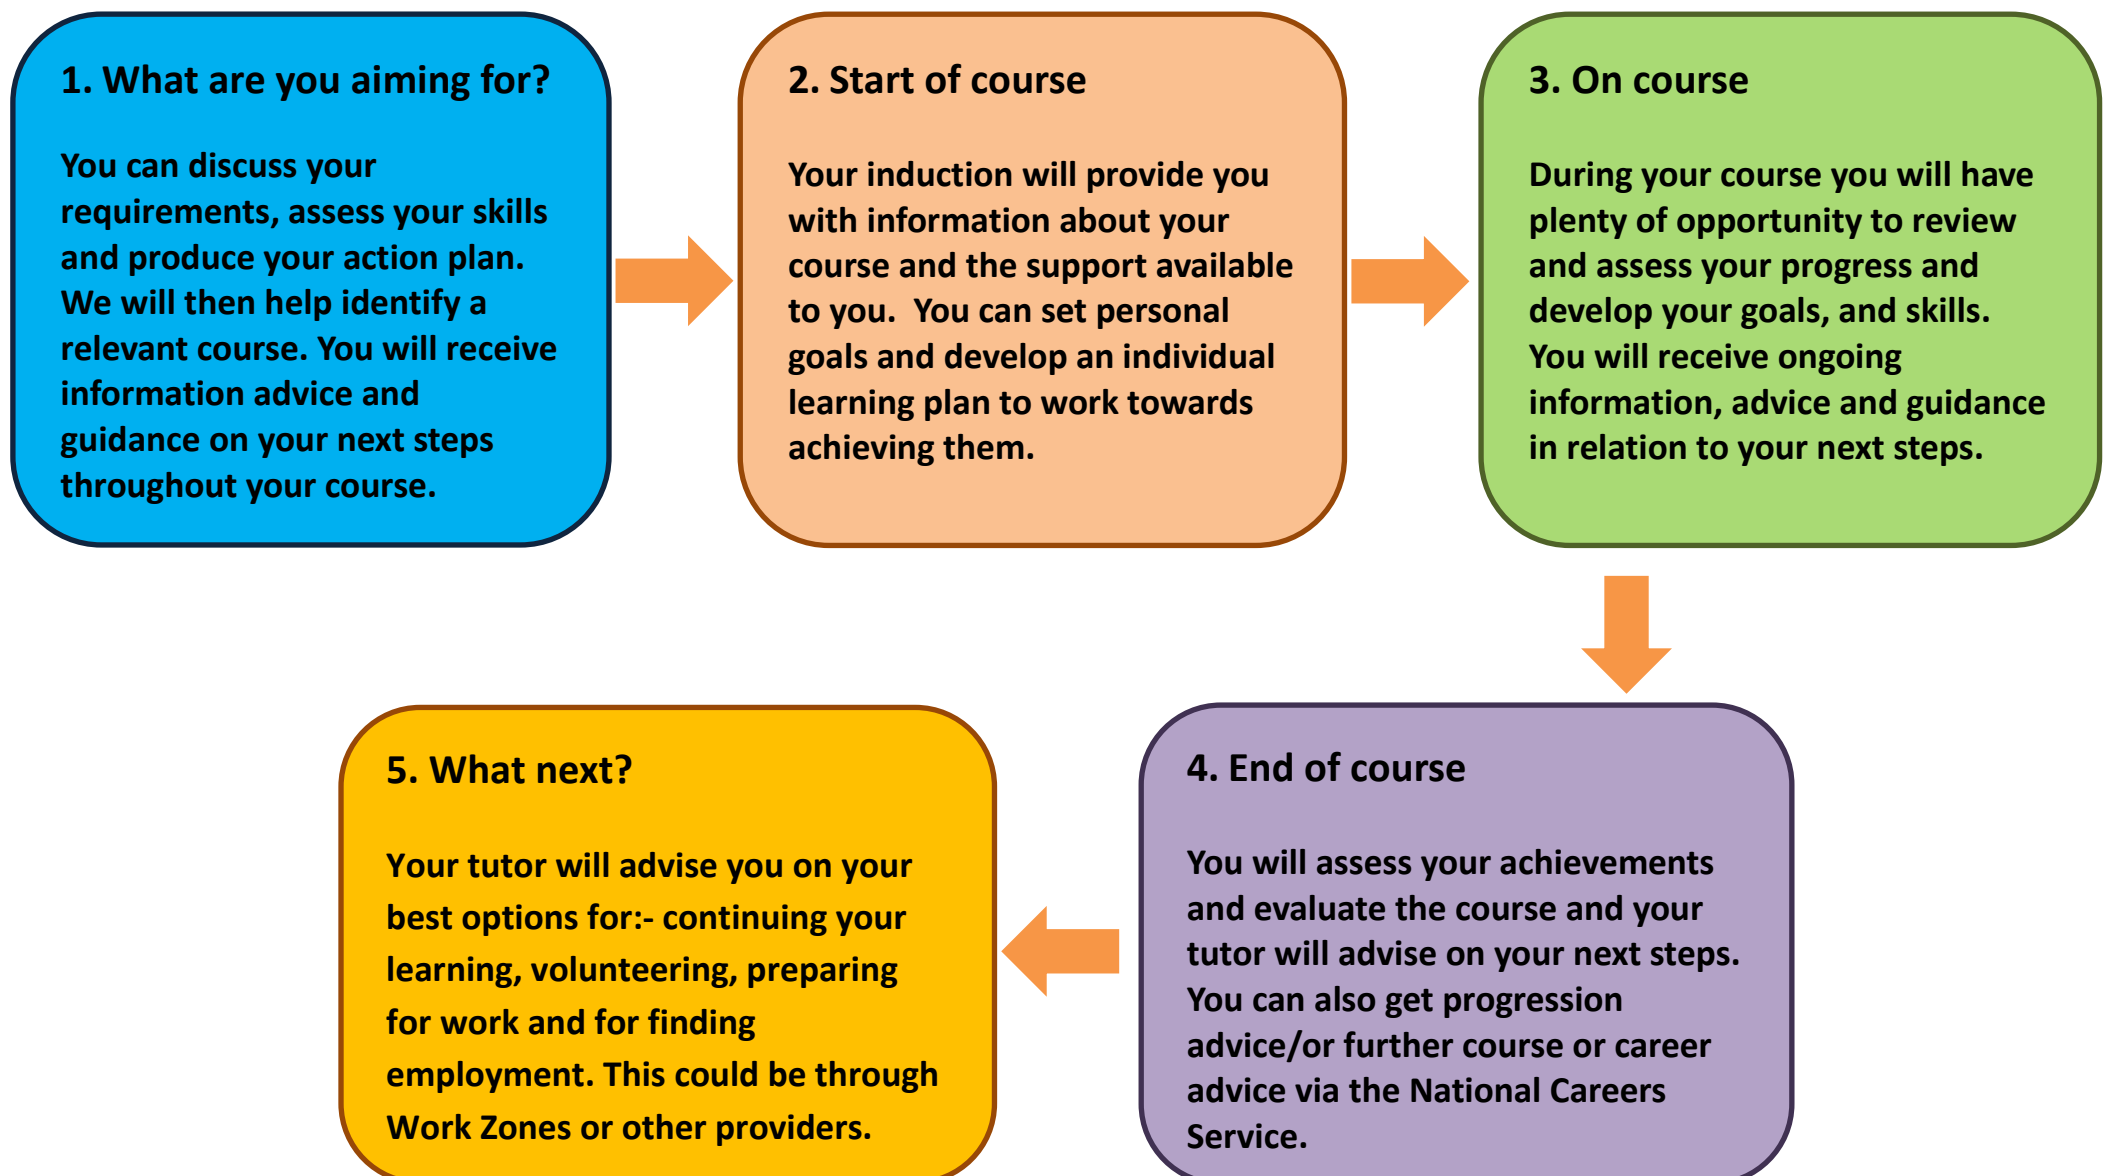 1. What are you aiming for?
You can discuss your
requirements, assess your skills
and produce your action plan.
We will then help identify a
relevant course. You will receive
information advice and
guidance on your next steps
throughout your course.
2. Start of course
Your induction will provide you
with information about your
course and the support available
to you.  You can set personal
goals and develop an individual
learning plan to work towards
achieving them.
3. On course
During your course you will have
plenty of opportunity to review
and assess your progress and
develop your goals, and skills.
You will receive ongoing
information, advice and guidance
in relation to your next steps.
4. End of course
You will assess your achievements
and evaluate the course and your
tutor will advise on your next steps.
You can also get progression
advice/or further course or career
advice via the National Careers
Service.
5. What next?
Your tutor will advise you on your
best options for:- continuing your
learning, volunteering, preparing
for work and for finding
employment. This could be through
Work Zones or other providers.